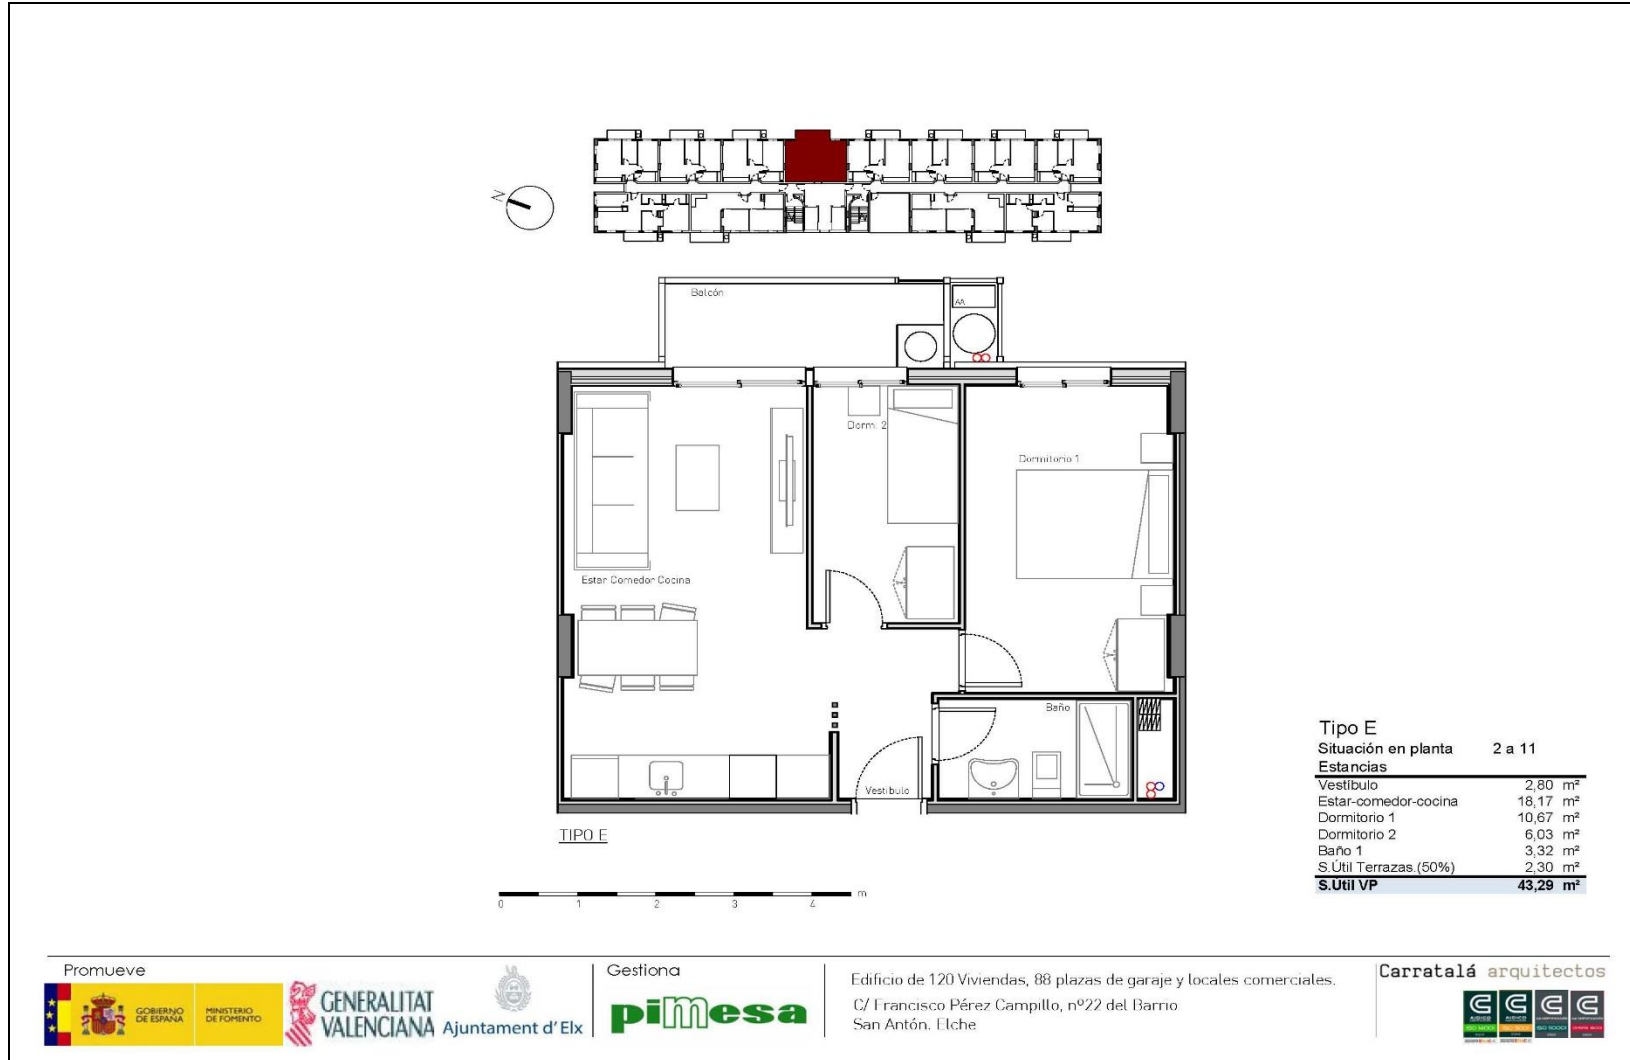 N
Balcón
AA
Dorm. 2
Dormitorio 1
Estar Comedor Cocina
Baño
Vestíbulo
TIPO E
0 1 2 3 4 m
Tipo E
Situación en planta 2 a 11
Estancias
Vestíbulo 2,80 m²
Estar-comedor-cocina 18,17 m²
Dormitorio 1 10,67 m²
Dormitorio 2 6,03 m²
Baño 1 3,32 m²
S.Útil Terrazas.(50%) 2,30 m²
S.Útil VP 43,29 m²
Promueve
GOBIERNO
DE ESPAÑA
MINISTERIO
DE FOMENTO
GENERALITAT
VALENCIANA
Ajuntament d'Elx
Gestiona
pimesa
Edificio de 120 Viviendas, 88 plazas de garaje y locales comerciales.
C/ Francisco Pérez Campillo, nº22 del Barrio
San Antón. Elche
Carratalá arquitectos